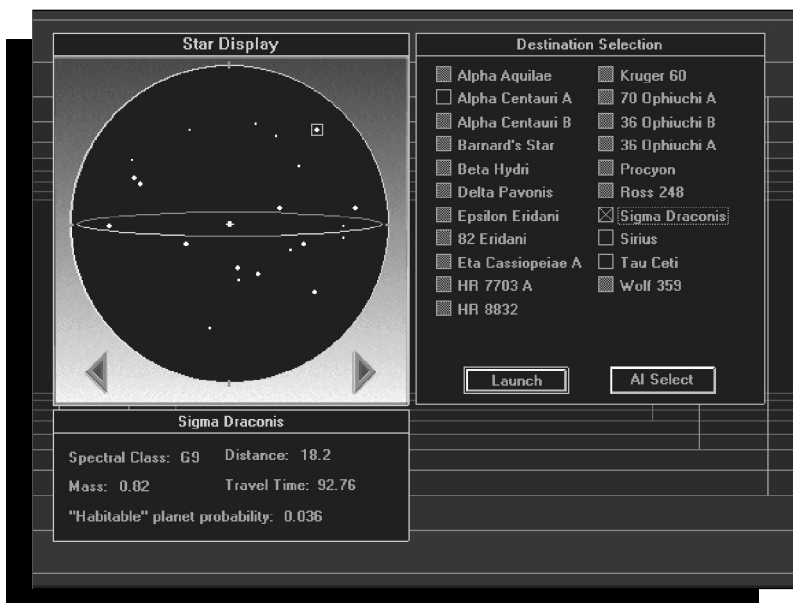 Star Display
Destination Selection
Alpha Aquilae
Alpha Centauri A
Alpha Centauri B
Barnard's Star
Beta Hydri
Delta Pavonis
Epsilon Eridani
82 Eridani
Eta Cassiopeiae A
HR 7703 A
HR 8832
Kruger 60
70 Ophiuchi A
36 Ophiuchi B
36 Ophiuchi A
Procyon
Ross 248
Sigma Draconis
Sirius
Tau Ceti
Wolf 359
Launch
AI Select
Sigma Draconis
Spectral Class: G9 Distance: 18.2
Mass: 0.82 Travel Time: 92.76
"Habitable" planet probability: 0.036